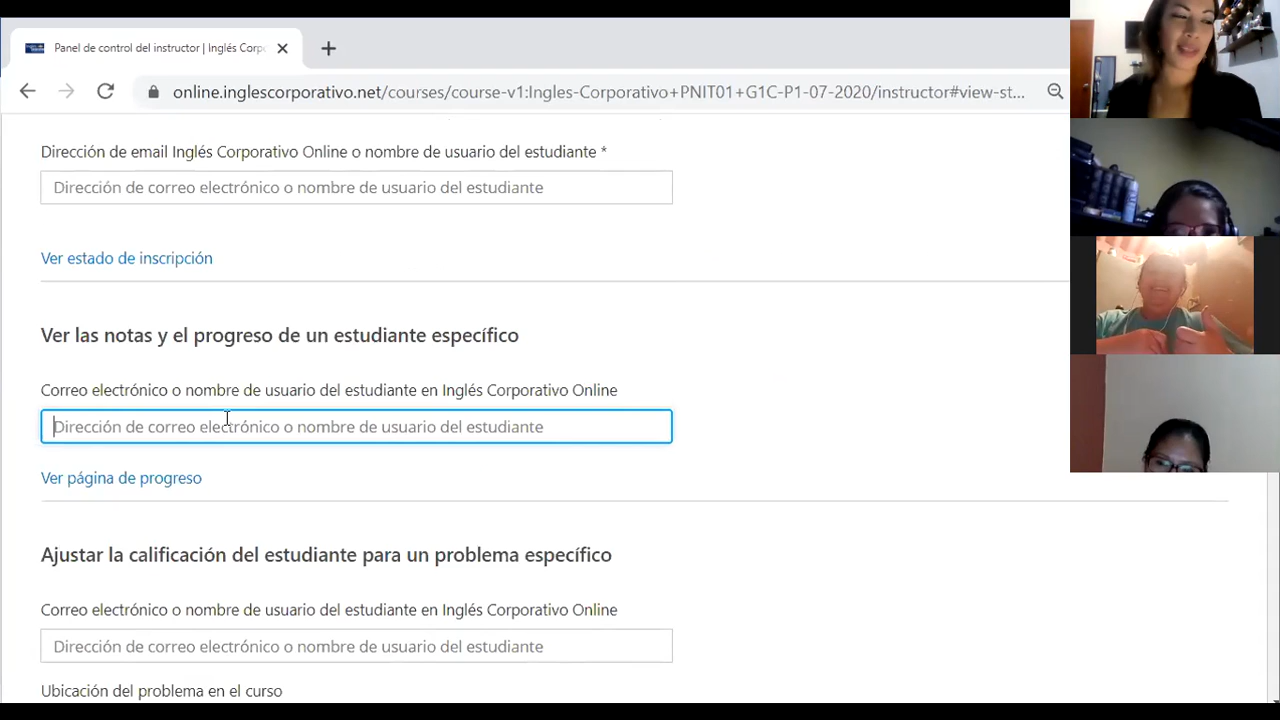 Panel de control del instructor | Inglés Corp
online.inglescorporativo.net/courses/course-v1:Ingles-Corporativo+PNIT01+G1C-P1-07-2020/instructor#view-st...
Dirección de email Inglés Corporativo Online o nombre de usuario del estudiante *
Dirección de correo electrónico o nombre de usuario del estudiante
Ver estado de inscripción
Ver las notas y el progreso de un estudiante específico
Correo electrónico o nombre de usuario del estudiante en Inglés Corporativo Online
Dirección de correo electrónico o nombre de usuario del estudiante
Ver página de progreso
Ajustar la calificación del estudiante para un problema específico
Correo electrónico o nombre de usuario del estudiante en Inglés Corporativo Online
Dirección de correo electrónico o nombre de usuario del estudiante
Ubicación del problema en el curso